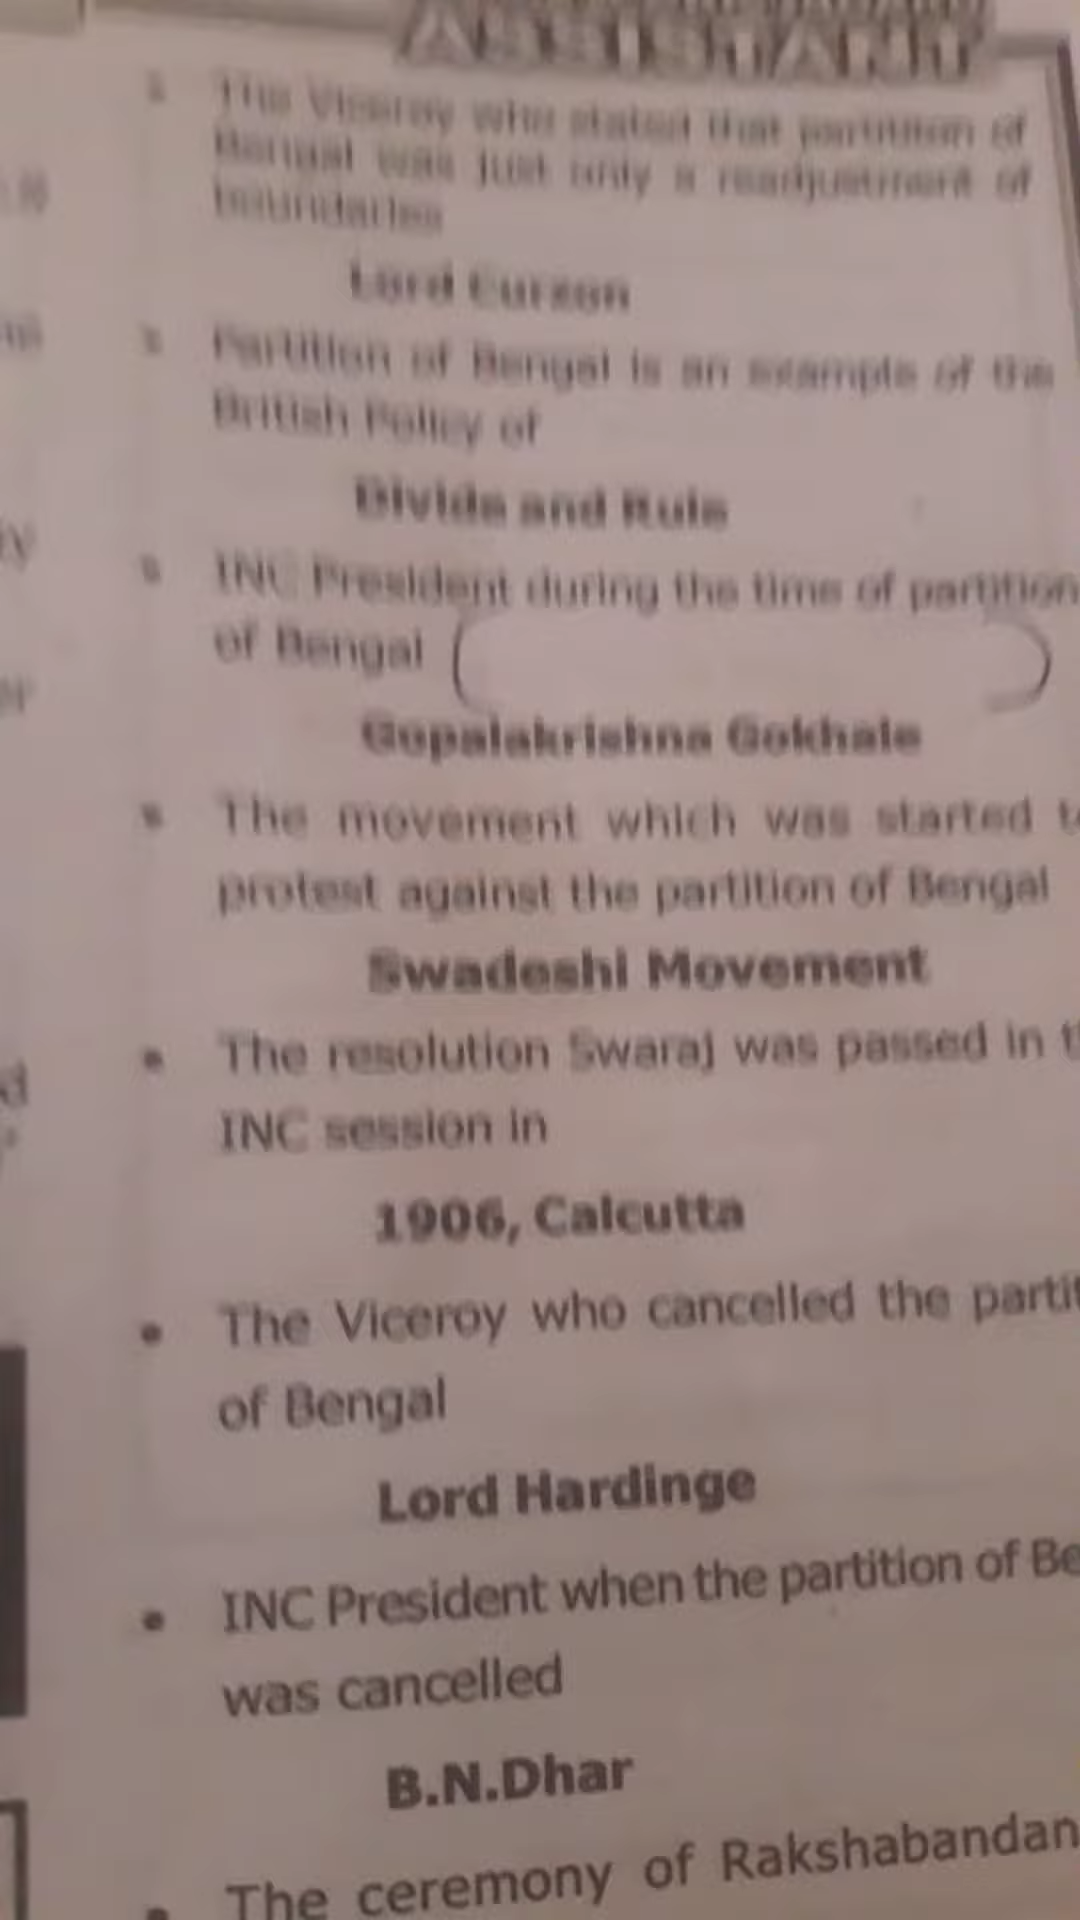 ASSISTANT
The Viceroy who stated that partition of
Bengal was just only a readjustment of
boundaries
Lord Curzon
Partition of Bengal is an example of the
British Policy of
Divide and Rule
INC President during the time of partition
of Bengal
Gopalakrishna Gokhale
The movement which was started
protest against the partition of Bengal
Swadeshi Movement
The resolution Swaraj was passed in
INC session in
1906, Calcutta
The Viceroy who cancelled the partit
of Bengal
Lord Hardinge
INC President when the partition of Be
was cancelled
B.N.Dhar
The ceremony of Rakshabandan